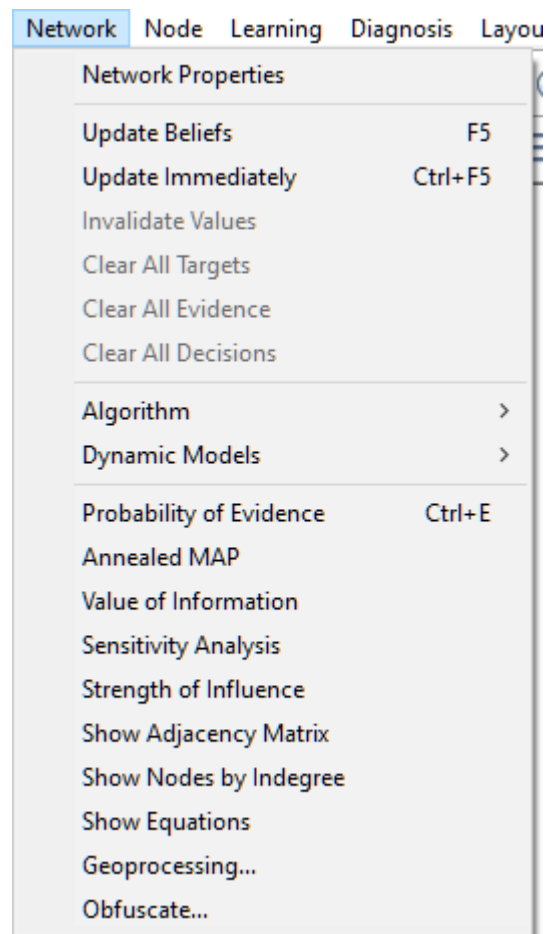 Network Node Learning Diagnosis Layou
Network Properties
Update Beliefs F5
Update Immediately Ctrl+F5
Invalidate Values
Clear All Targets
Clear All Evidence
Clear All Decisions
Algorithm
Dynamic Models
Probability of Evidence Ctrl+E
Annealed MAP
Value of Information
Sensitivity Analysis
Strength of Influence
Show Adjacency Matrix
Show Nodes by Indegree
Show Equations
Geoprocessing...
Obfuscate...